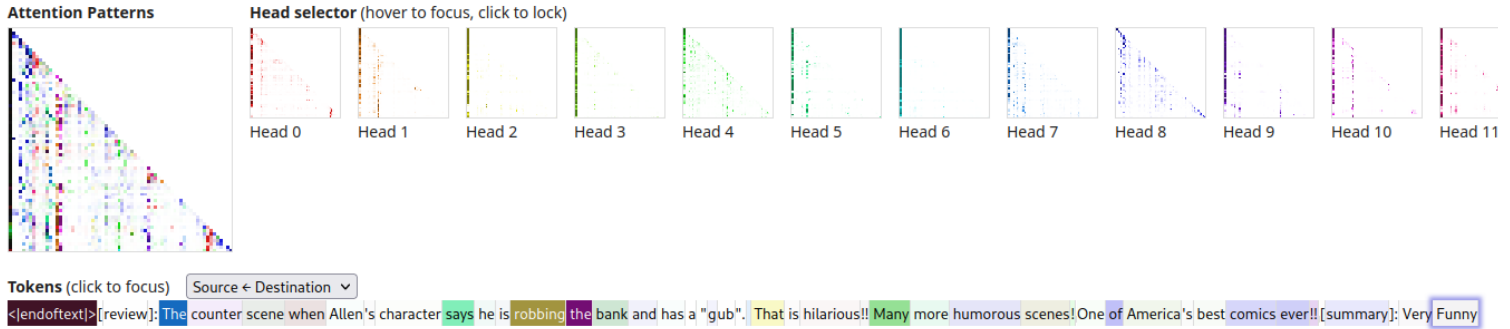 Attention Patterns
Head selector (hover to focus, click to lock)
Head 0 Head 1 Head 2 Head 3 Head 4 Head 5 Head 6 Head 7 Head 8 Head 9 Head 10 Head 11
Tokens (click to focus) Source ← Destination
<|endoftext|>[review]: The counter scene when Allen's character says he is robbing the bank and has a "gub". That is hilarious!! Many more humorous scenes! One of America's best comics ever!! [summary]: Very Funny